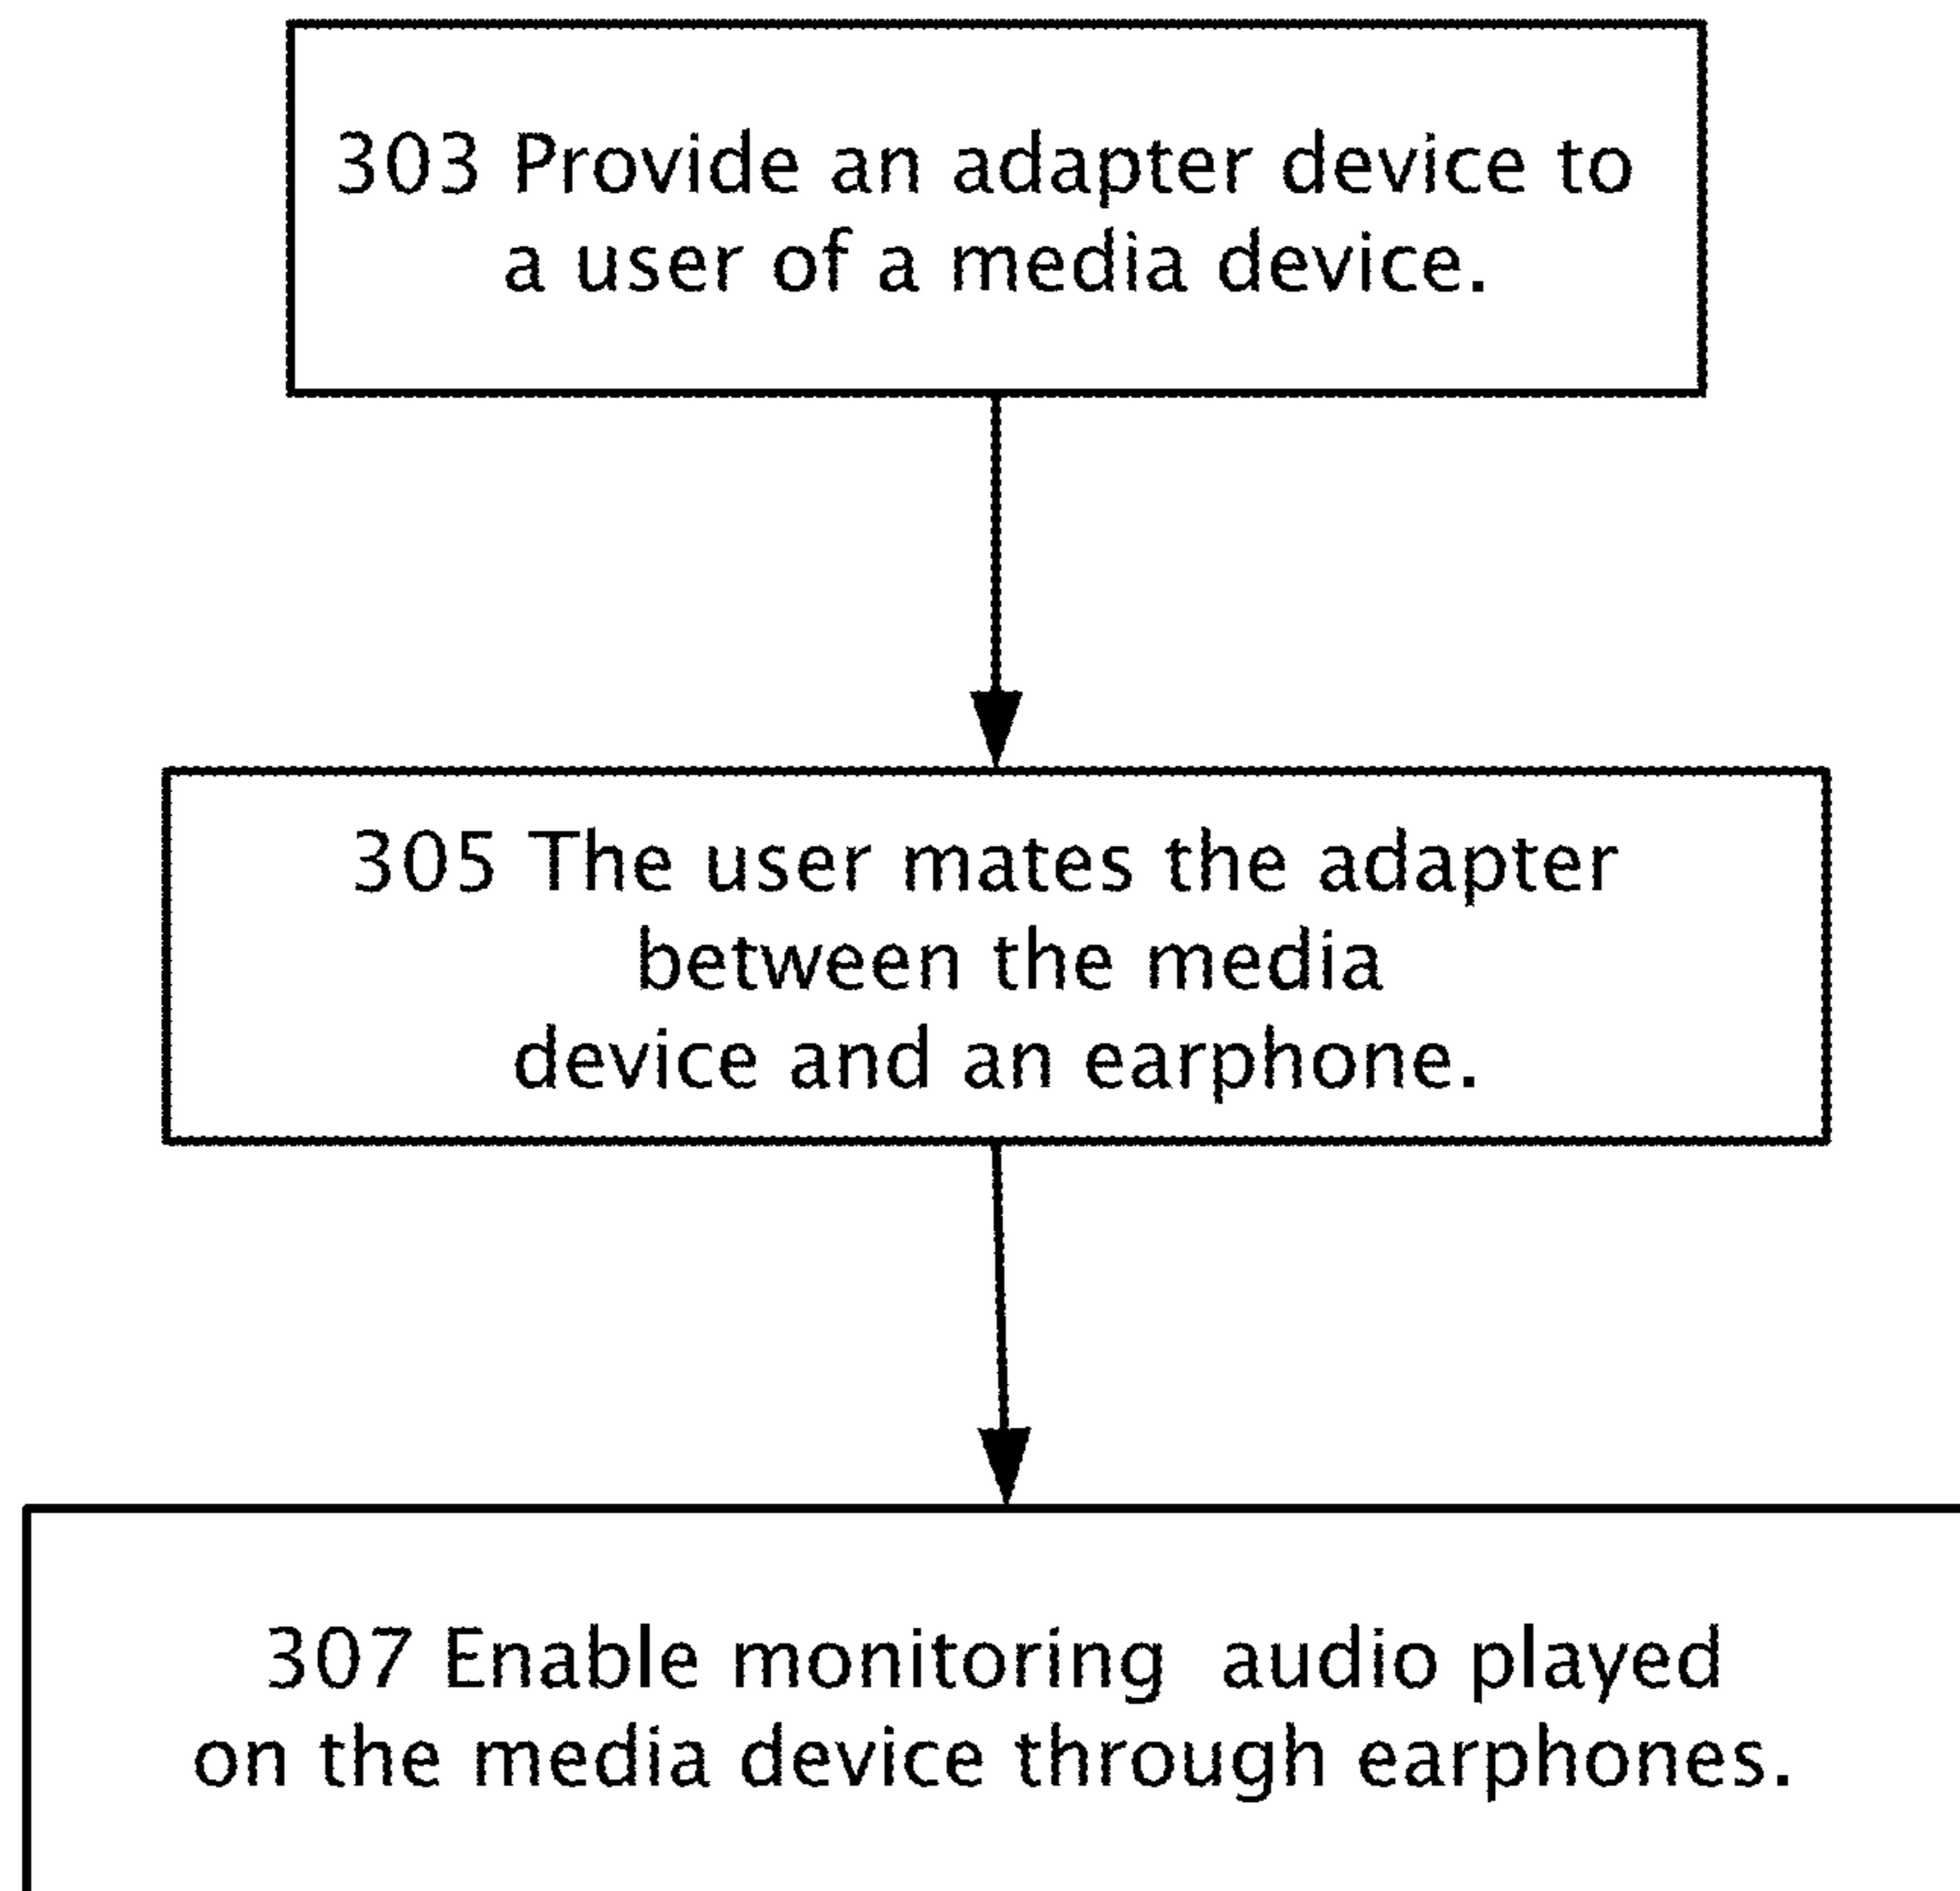 303 Provide an adapter device to
a user of a media device.
305 The user mates the adapter
between the media
device and an earphone.
307 Enable monitoring  audio played
on the media device through earphones.